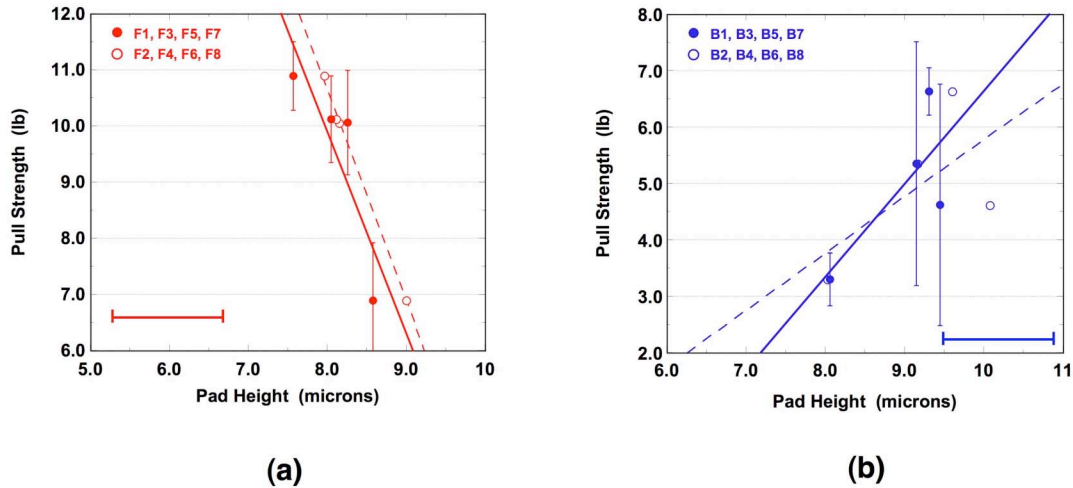 12.0
11.0
10.0
9.0
8.0
7.0
6.0
Pull Strength (lb)
F1, F3, F5, F7
F2, F4, F6, F8
5.0 6.0 7.0 8.0 9.0 10
Pad Height (microns)
(a)
8.0
7.0
6.0
5.0
4.0
3.0
2.0
Pull Strength (lb)
B1, B3, B5, B7
B2, B4, B6, B8
6.0 7.0 8.0 9.0 10 11
Pad Height (microns)
(b)